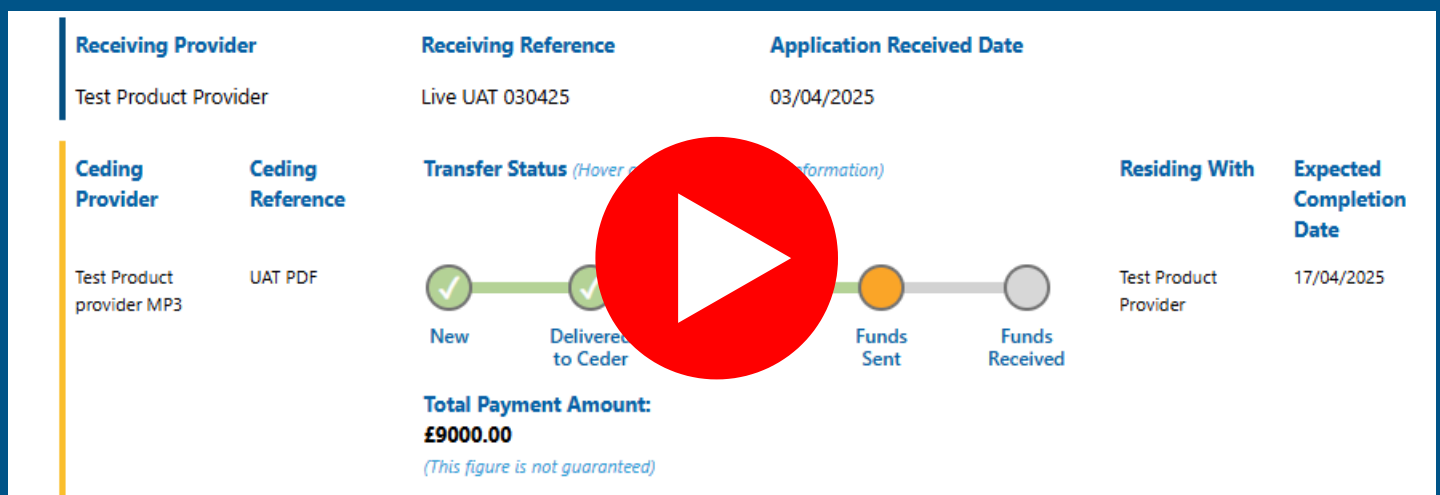 Receiving Provider Receiving Reference Application Received Date
Test Product Provider Live UAT 030425 03/04/2025
Ceding Ceding Transfer Status (Hover formation) Residing With Expected
Provider Reference Completion
Date
Test Product UAT PDF Test Product 17/04/2025
provider MP3 Provider
New Delivered Funds Funds
to Ceder Sent Received
Total Payment Amount:
£9000.00
(This figure is not guaranteed)